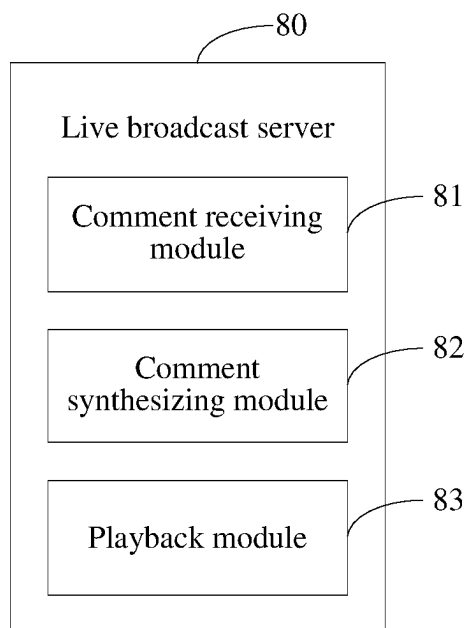 80
Live broadcast server
Comment receiving
module
81
Comment
synthesizing module
82
Playback module
83